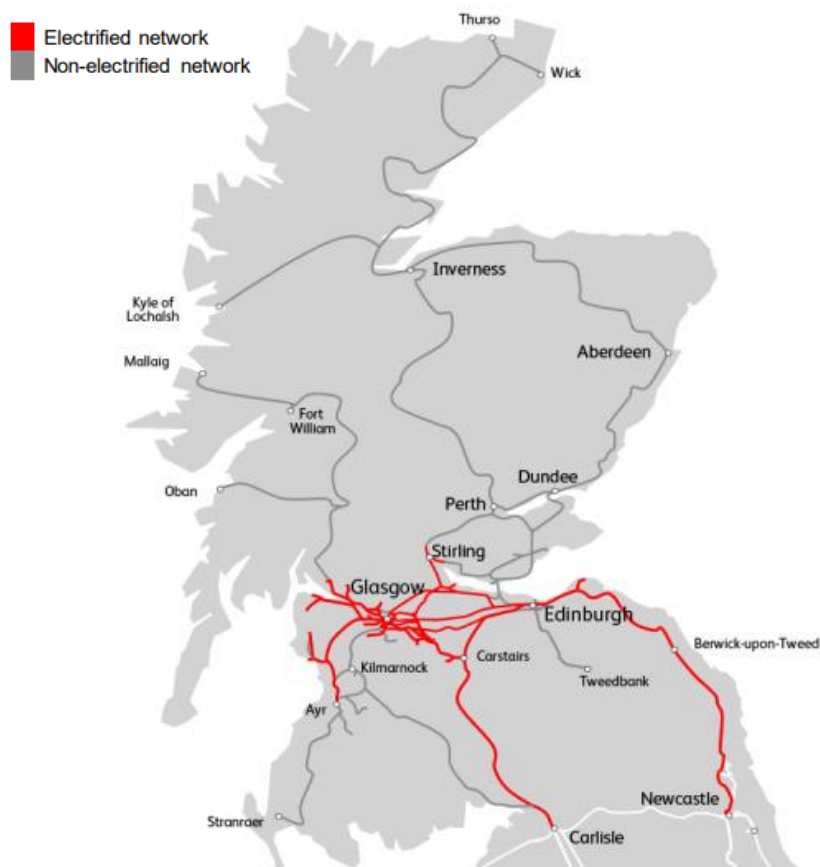 Electrified network
Non-electrified network
Thurso
Wick
Inverness
Kyle of
Lochalsh
Aberdeen
Mallaig
Fort
William
Dundee
Oban
Perth
Stirling
Glasgow
Edinburgh
Berwick-upon-Tweed
Carstairs
Kilmarnock
Tweedbank
Ayr
Newcastle
Stranraer
Carlisle